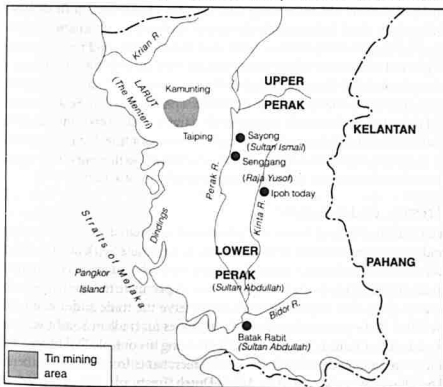 Krian R.
LARUT
(The Menteri)
Kamunting
Taiping
UPPER
PERAK
KELANTAN
Sayong
(Sultan Ismail)
Senggang
(Raja Yusof)
Ipoh today
Perak R.
Kinta R.
Dindings
Straits of Melaka
Pangkor
Island
LOWER
PERAK
(Sultan Abdullah)
PAHANG
Bidor R.
Batak Rabit
(Sultan Abdullah)
Tin mining
area